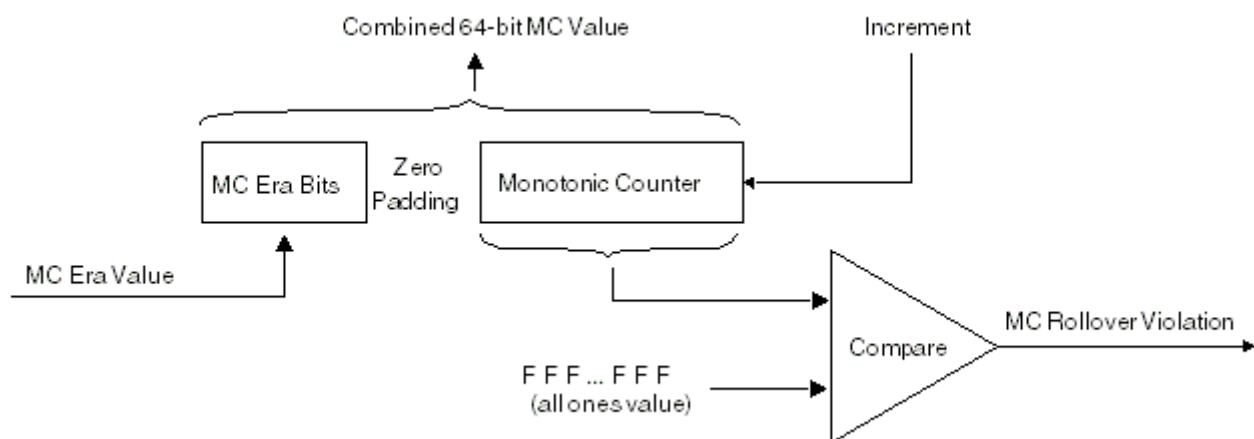 Combined 64-bit MC Value
Increment
MC Era Bits
Zero
Padding
Monotonic Counter
MC Era Value
MC Rollover Violation
Compare
F F F ... F F F
(all ones value)